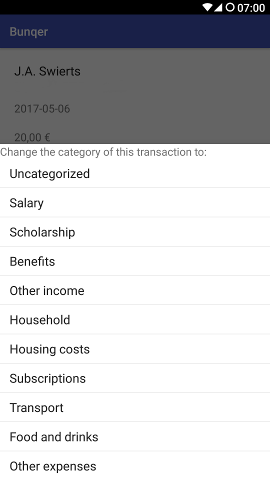 07:00
Bunqer
J.A. Swierts
2017-05-06
20,00 €
Change the category of this transaction to:
Uncategorized
Salary
Scholarship
Benefits
Other income
Household
Housing costs
Subscriptions
Transport
Food and drinks
Other expenses